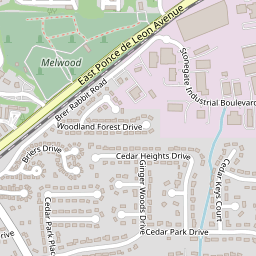 Melwood
East Ponce de Leon Avenue
Stonegate Industrial Boulevard
Brer Rabbit Road
Woodland Forest Drive
Briers Drive
Cedar Heights Drive
Ginger Woods Drive
Cedar Keys Court
Cedar Park Place
Cedar Park Drive
Drive